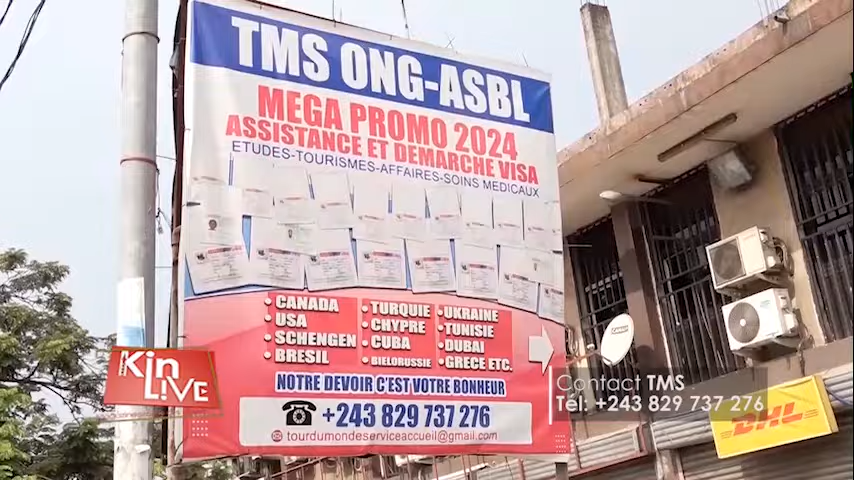 TMS ONG-ASBL
MEGA PROMO 2024
ASSISTANCE ET DEMARCHE VISA
ETUDES-TOURISMES-AFFAIRES-SOINS MEDICAUX
• CANADA
• USA
• SCHENGEN
• BRESIL
• TURQUIE
• CHYPRE
• CUBA
• BIELORUSSIE
• UKRAINE
• TUNISIE
• DUBAI
• GRECE ETC.
NOTRE DEVOIR C'EST VOTRE BONHEUR
+243 829 737 276
tourdumondeserviceaccueil@gmail.com
Kin
LIVE
Contact TMS
Tél: +243 829 737 276
DHL